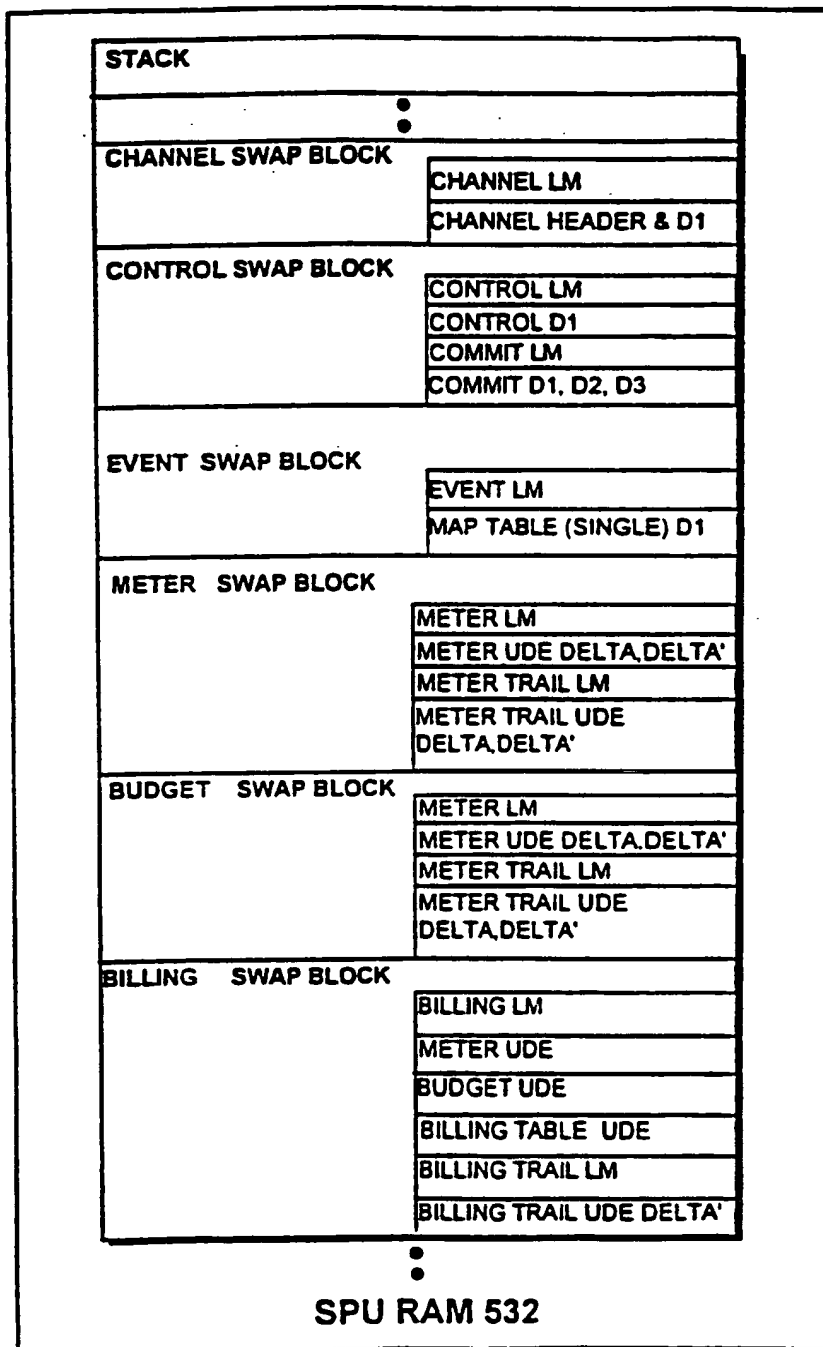 STACK
CHANNEL SWAP BLOCK
CHANNEL LM
CHANNEL HEADER & D1
CONTROL SWAP BLOCK
CONTROL LM
CONTROL D1
COMMIT LM
COMMIT D1, D2, D3
EVENT SWAP BLOCK
EVENT LM
MAP TABLE (SINGLE) D1
METER SWAP BLOCK
METER LM
METER UDE DELTA,DELTA'
METER TRAIL LM
METER TRAIL UDE
DELTA,DELTA'
BUDGET SWAP BLOCK
METER LM
METER UDE DELTA.DELTA'
METER TRAIL LM
METER TRAIL UDE
DELTA,DELTA'
BILLING SWAP BLOCK
BILLING LM
METER UDE
BUDGET UDE
BILLING TABLE UDE
BILLING TRAIL LM
BILLING TRAIL UDE DELTA'
SPU RAM 532